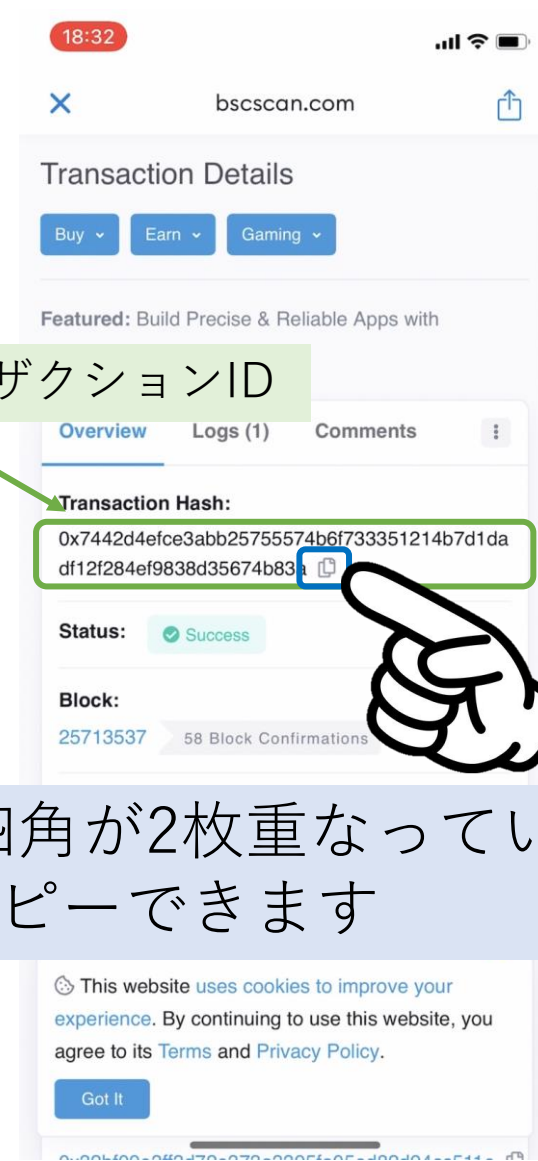 18:32
bscscan.com
Transaction Details
Buy
Earn
Gaming
Featured: Build Precise & Reliable Apps with
ザクションID
Overview
Logs (1)
Comments
Transaction Hash:
0x7442d4efce3abb25755574b6f733351214b7d1da
df12f284ef9838d35674b83a
Status:
Success
Block:
25713537
58 Block Confirmations
四角が2枚重なってい
ピーできます
This website uses cookies to improve your
experience. By continuing to use this website, you
agree to its Terms and Privacy Policy.
Got It